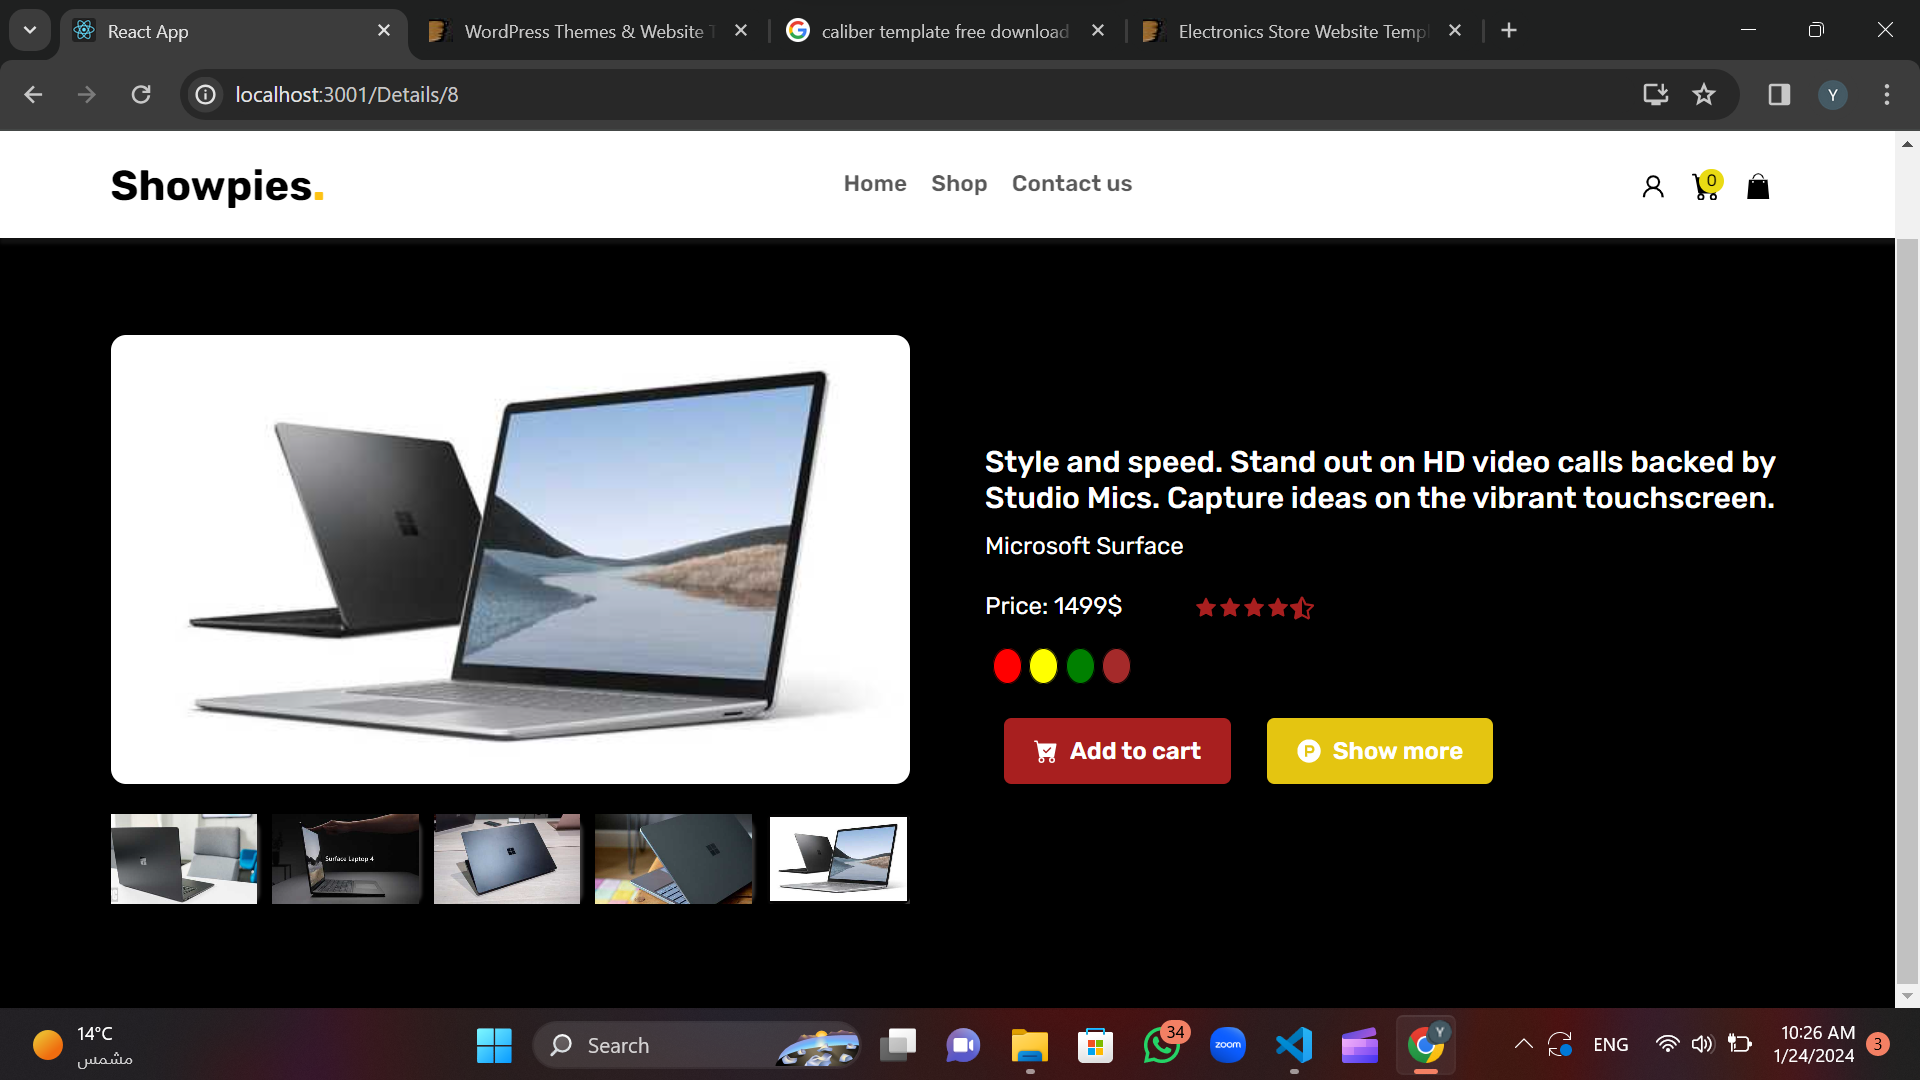 React App
WordPress Themes & Website T
caliber template free download
Electronics Store Website Templ
localhost:3001/Details/8
Y
Showpies.
Home
Shop
Contact us
0
Style and speed. Stand out on HD video calls backed by
Studio Mics. Capture ideas on the vibrant touchscreen.
Microsoft Surface
Price: 1499$
Add to cart
P Show more
Surface Laptop 4
14°C
مشمس
Search
34
zoom
Y
ENG
10:26 AM
1/24/2024
3